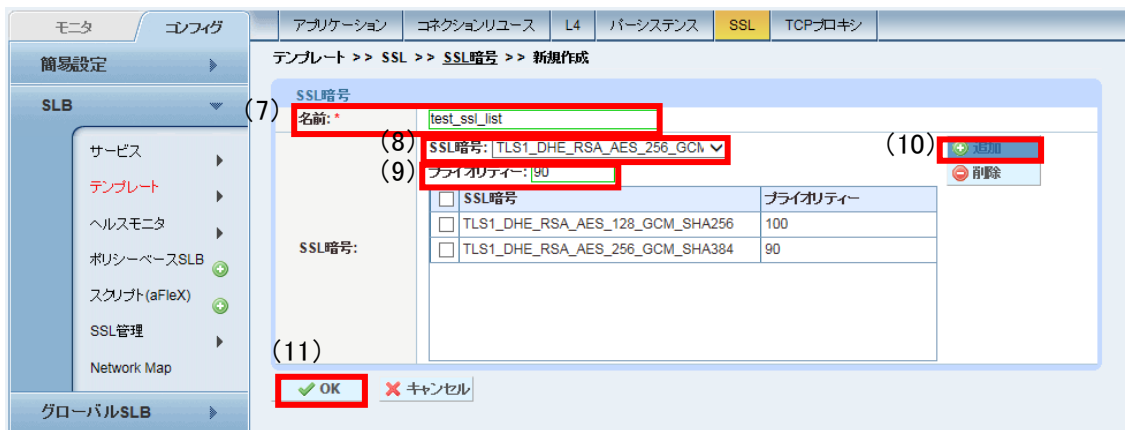 モニタ
コンフィグ
アプリケーション
コネクションリユース
L4
パーシステンス
SSL
TCPプロキシ
簡易設定
SLB
サービス
テンプレート
ヘルスモニタ
ポリシーベースSLB
スクリプト(aFleX)
SSL管理
Network Map
グローバルSLB
テンプレート >> SSL >> SSL暗号 >> 新規作成
SSL暗号
(7) 名前: * test_ssl_list
(8) SSL暗号: TLS1_DHE_RSA_AES_256_GCM
(10) 追加
(9) プライオリティー: 90
削除
SSL暗号:
SSL暗号 プライオリティー
TLS1_DHE_RSA_AES_128_GCM_SHA256 100
TLS1_DHE_RSA_AES_256_GCM_SHA384 90
(11)
OK
キャンセル